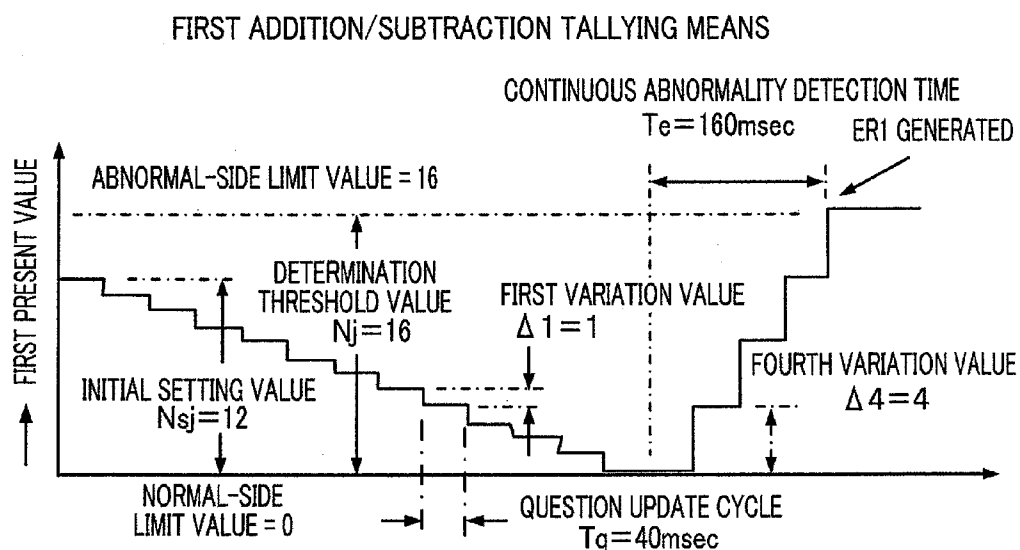 FIRST ADDITION/SUBTRACTION TALLYING MEANS
CONTINUOUS ABNORMALITY DETECTION TIME
Te=160msec
ER1 GENERATED
ABNORMAL-SIDE LIMIT VALUE = 16
FIRST PRESENT VALUE
DETERMINATION
THRESHOLD VALUE
Nj=16
FIRST VARIATION VALUE
Δ1=1
FOURTH VARIATION VALUE
Δ4=4
INITIAL SETTING VALUE
Nsj=12
NORMAL-SIDE
LIMIT VALUE = 0
QUESTION UPDATE CYCLE
Tq=40msec